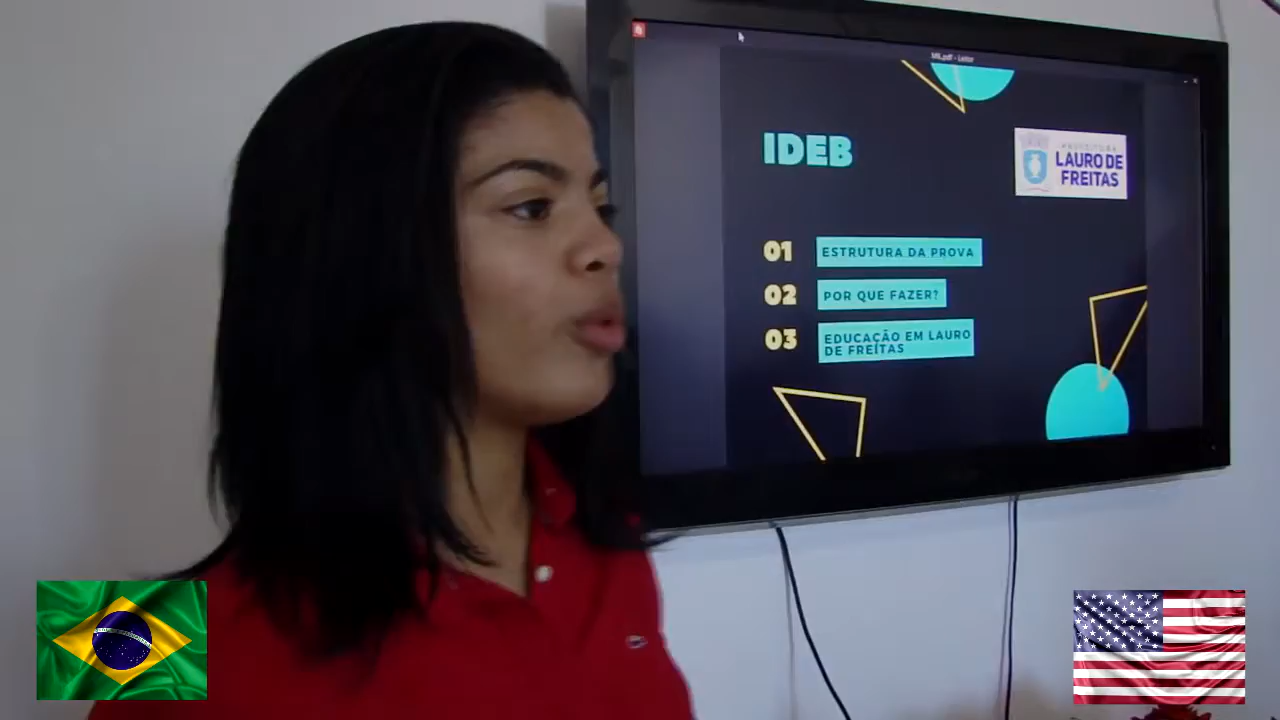 IDEB
PREFEITURA
LAURO DE
FREITAS
01 ESTRUTURA DA PROVA
02 POR QUE FAZER?
03 EDUCAÇÃO EM LAURO
DE FREITAS